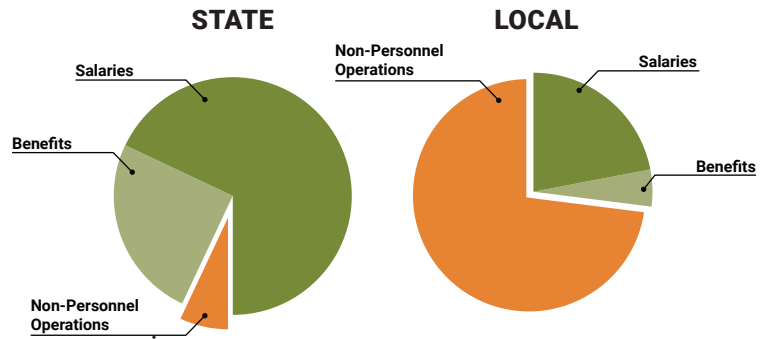 STATE
Salaries
Benefits
Non-Personnel
Operations
LOCAL
Non-Personnel
Operations
Salaries
Benefits